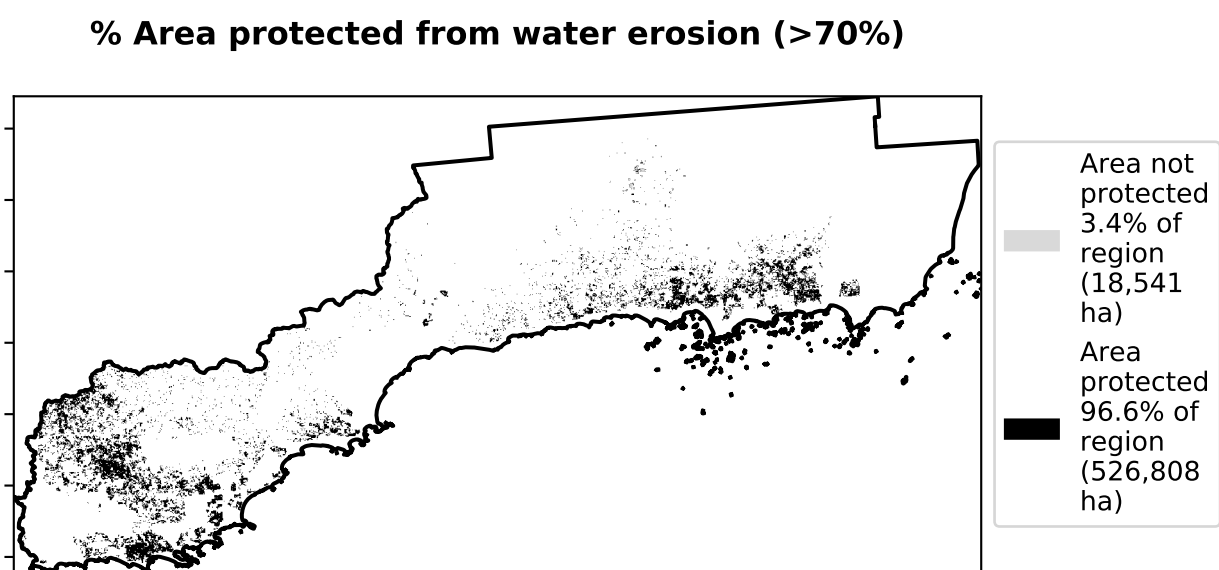 % Area protected from water erosion (>70%)
Area not
protected
3.4% of
region
(18,541
ha)
Area
protected
96.6% of
region
(526,808
ha)